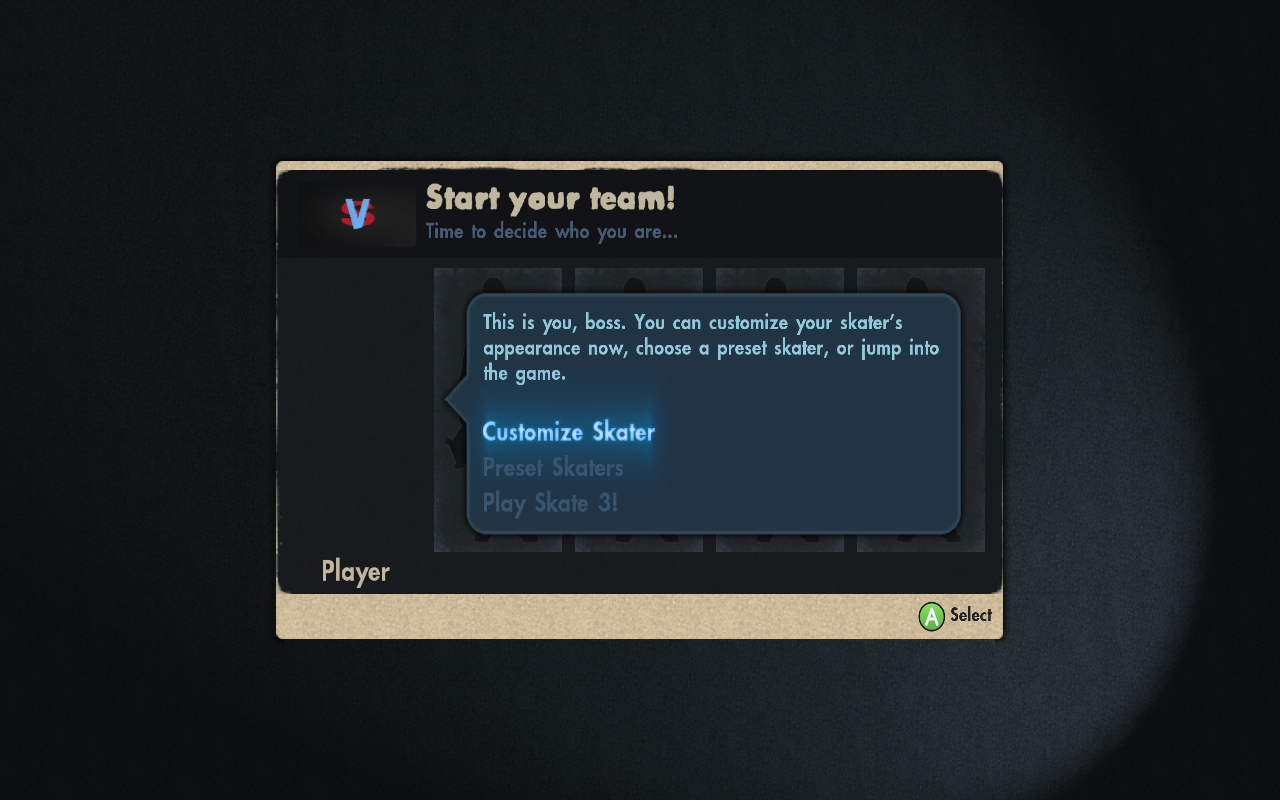 VS
Start your team!
Time to decide who you are...
This is you, boss. You can customize your skater's
appearance now, choose a preset skater, or jump into
the game.
Customize Skater
Preset Skaters
Play Skate 3!
Player
A Select